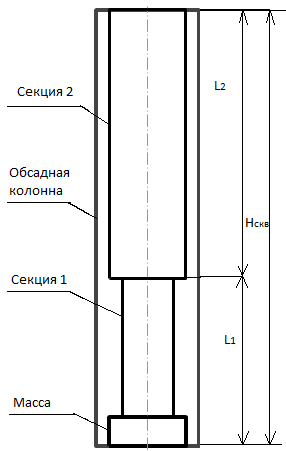 Секция 2
L2
Обсадная
колонна
Hскв
Секция 1
L1
Масса